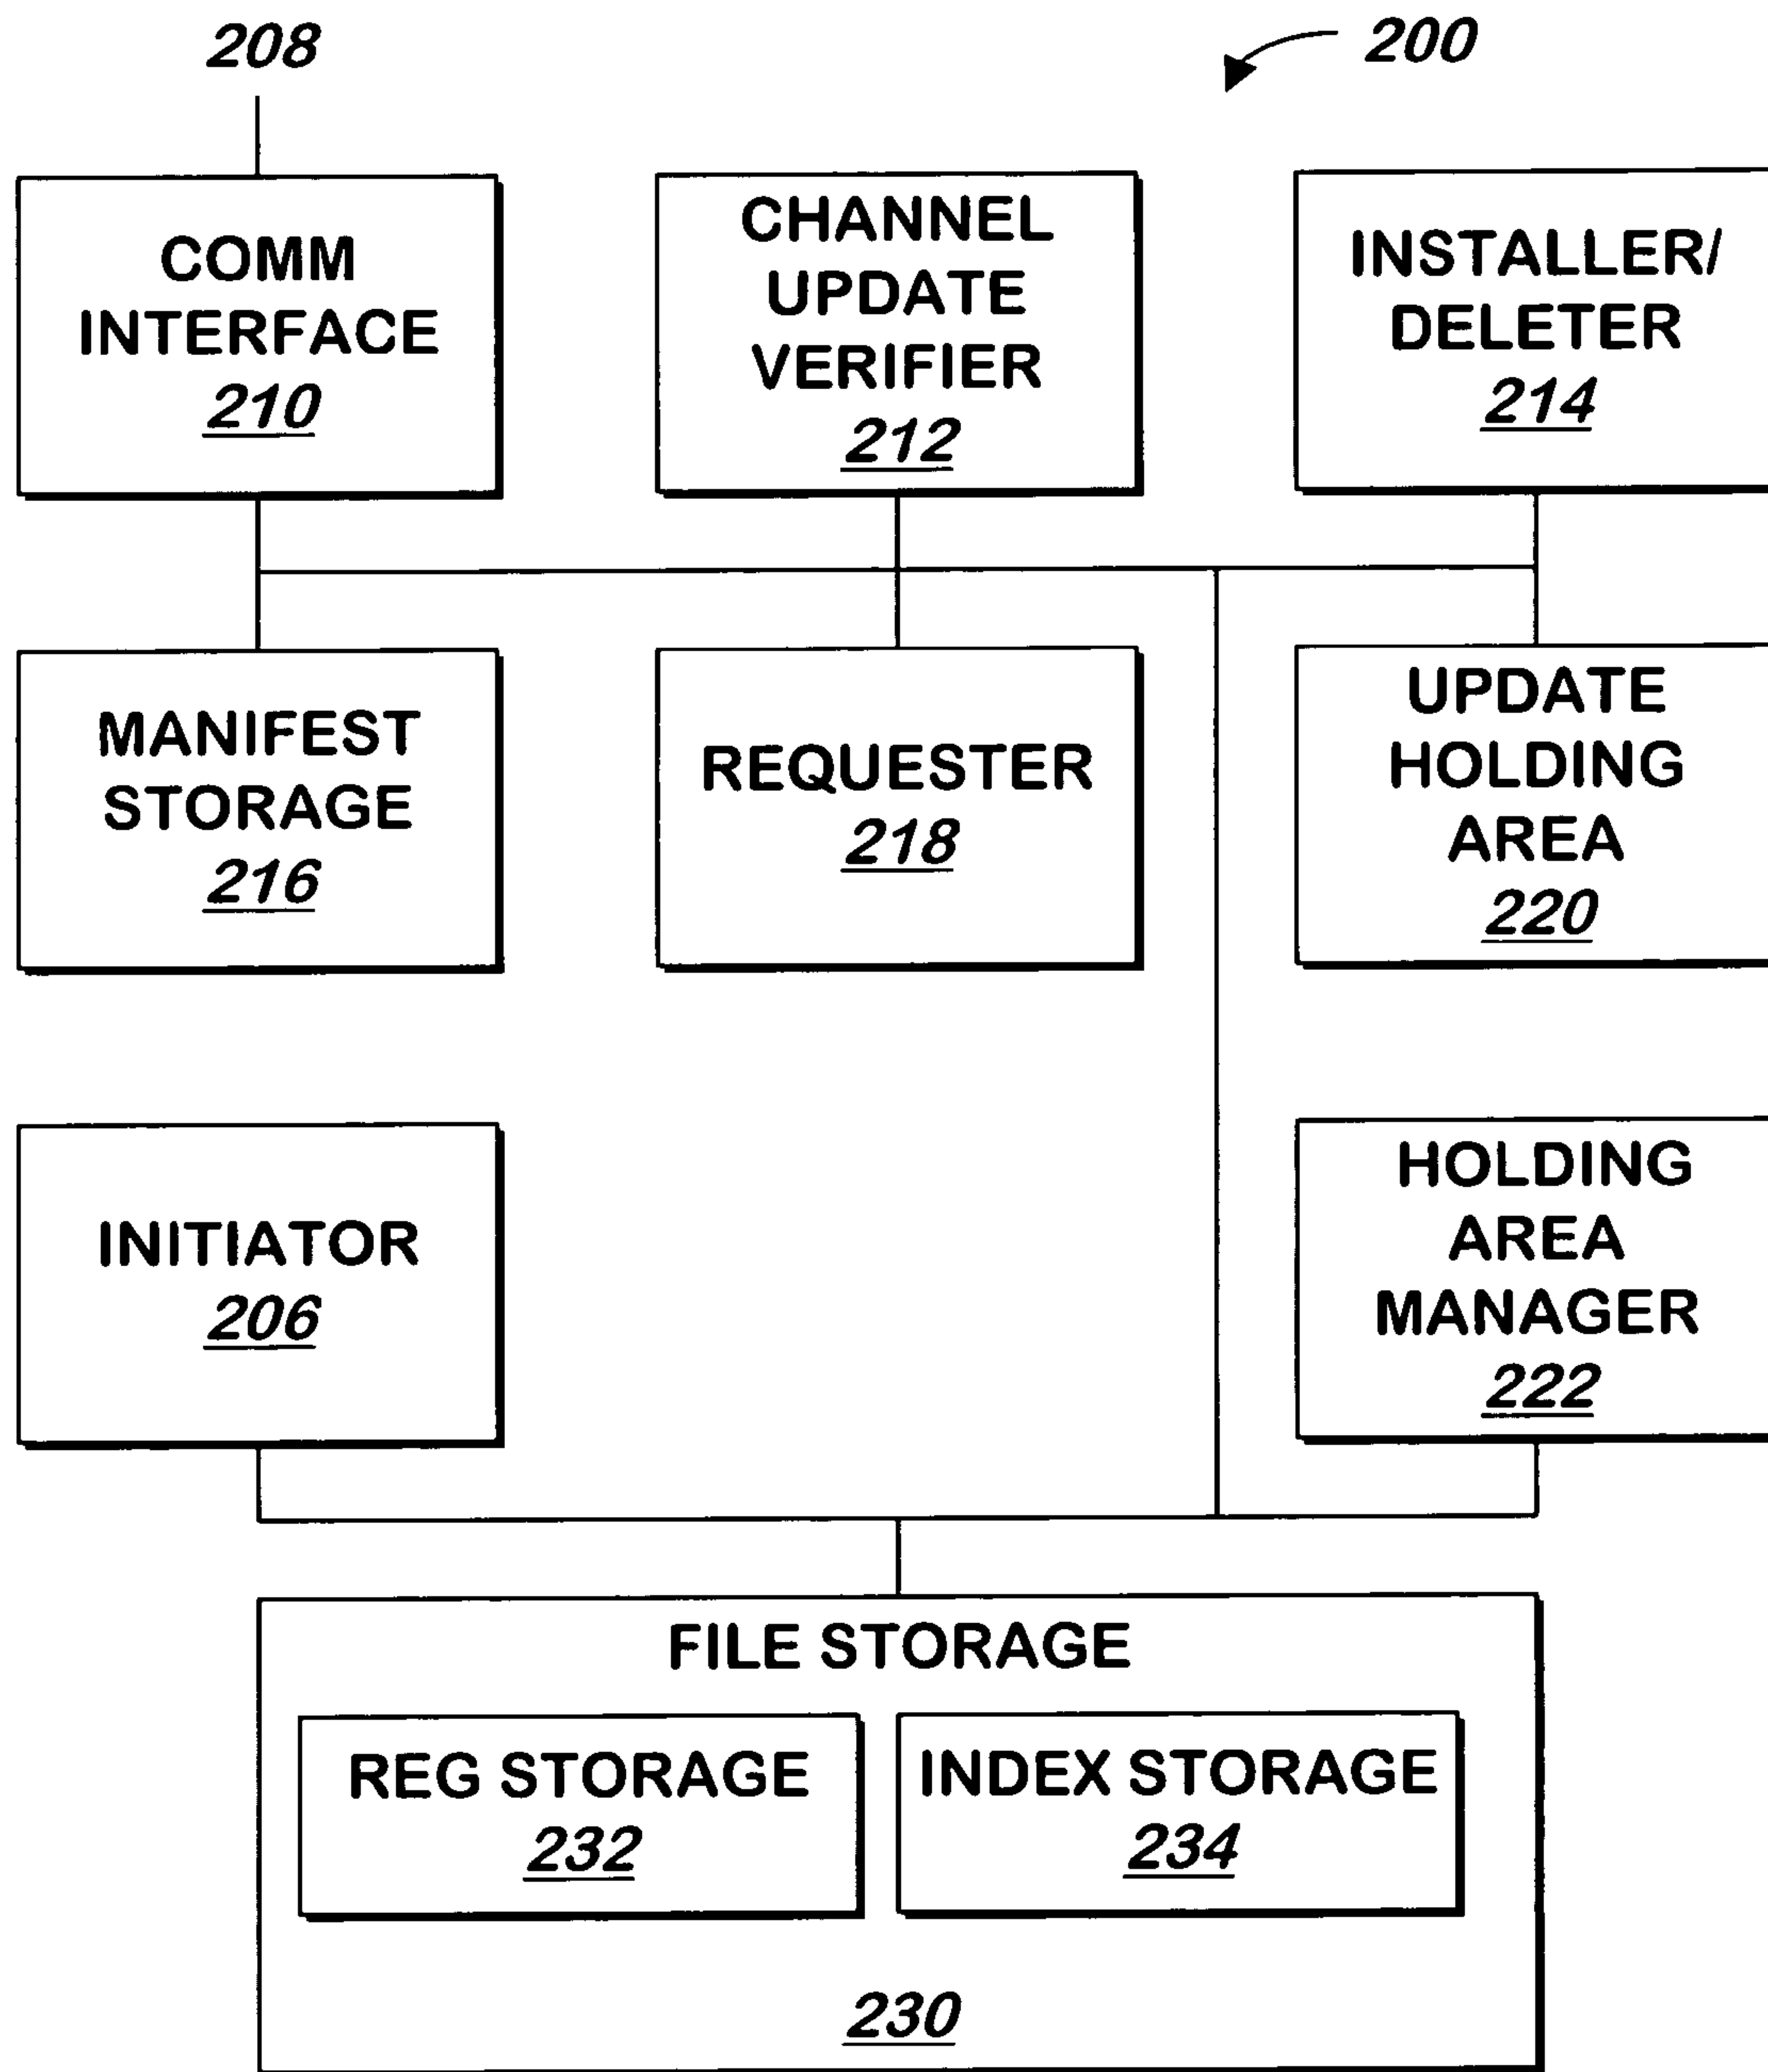 208
200
COMM
INTERFACE
210
CHANNEL
UPDATE
VERIFIER
212
INSTALLER/
DELETER
214
MANIFEST
STORAGE
216
REQUESTER
218
UPDATE
HOLDING
AREA
220
INITIATOR
206
HOLDING
AREA
MANAGER
222
FILE STORAGE
REG STORAGE
232
INDEX STORAGE
234
230